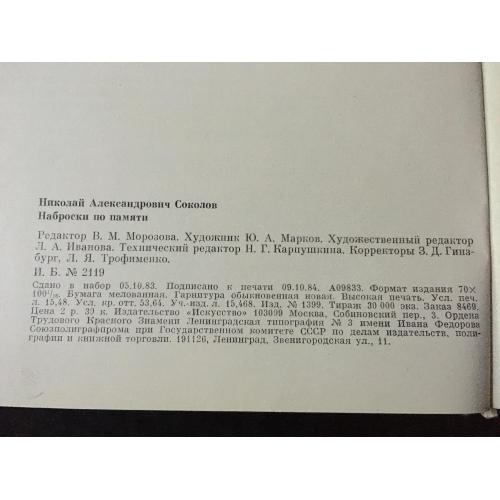 Николай Александрович Соколов
Наброски по памяти
Редактор В. М. Морозова. Художник Ю. А. Марков. Художественный редактор
Л. А. Иванова. Технический редактор Н. Г. Карпушкина. Корректоры З. Д. Гинз-
бург, Л. Я. Трофименко.
И. Б. № 2119
Сдано в набор 05.10.83. Подписано к печати 09.10.84. А09833. Формат издания 70×
100¹/₁₆. Бумага мелованная. Гарнитура обыкновенная новая. Высокая печать. Усл. печ.
л. 15,48. Усл. кр.-отт. 53,64. Уч.-изд. л. 15,468. Изд. № 1399. Тираж 30 000 экз. Заказ 8469.
Цена 2 р. 30 к. Издательство «Искусство» 103009 Москва, Собиновский пер., 3. Ордена
Трудового Красного Знамени Ленинградская типография № 3 имени Ивана Федорова
Союзполиграфпрома при Государственном комитете СССР по делам издательств, поли-
графии и книжной торговли. 191126, Ленинград, Звенигородская ул., 11.